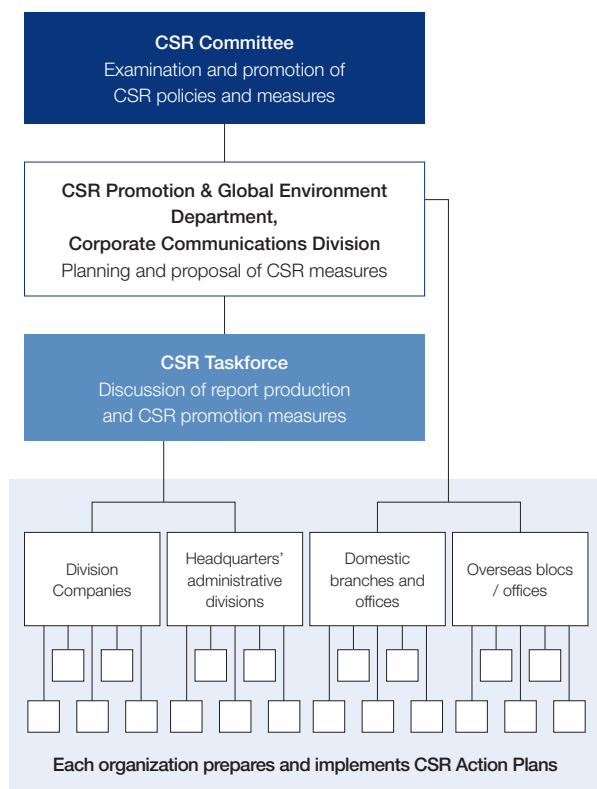 CSR Committee
Examination and promotion of
CSR policies and measures
CSR Promotion & Global Environment
Department,
Corporate Communications Division
Planning and proposal of CSR measures
CSR Taskforce
Discussion of report production
and CSR promotion measures
Division
Companies
Headquarters'
administrative
divisions
Domestic
branches and
offices
Overseas blocs
/ offices
Each organization prepares and implements CSR Action Plans